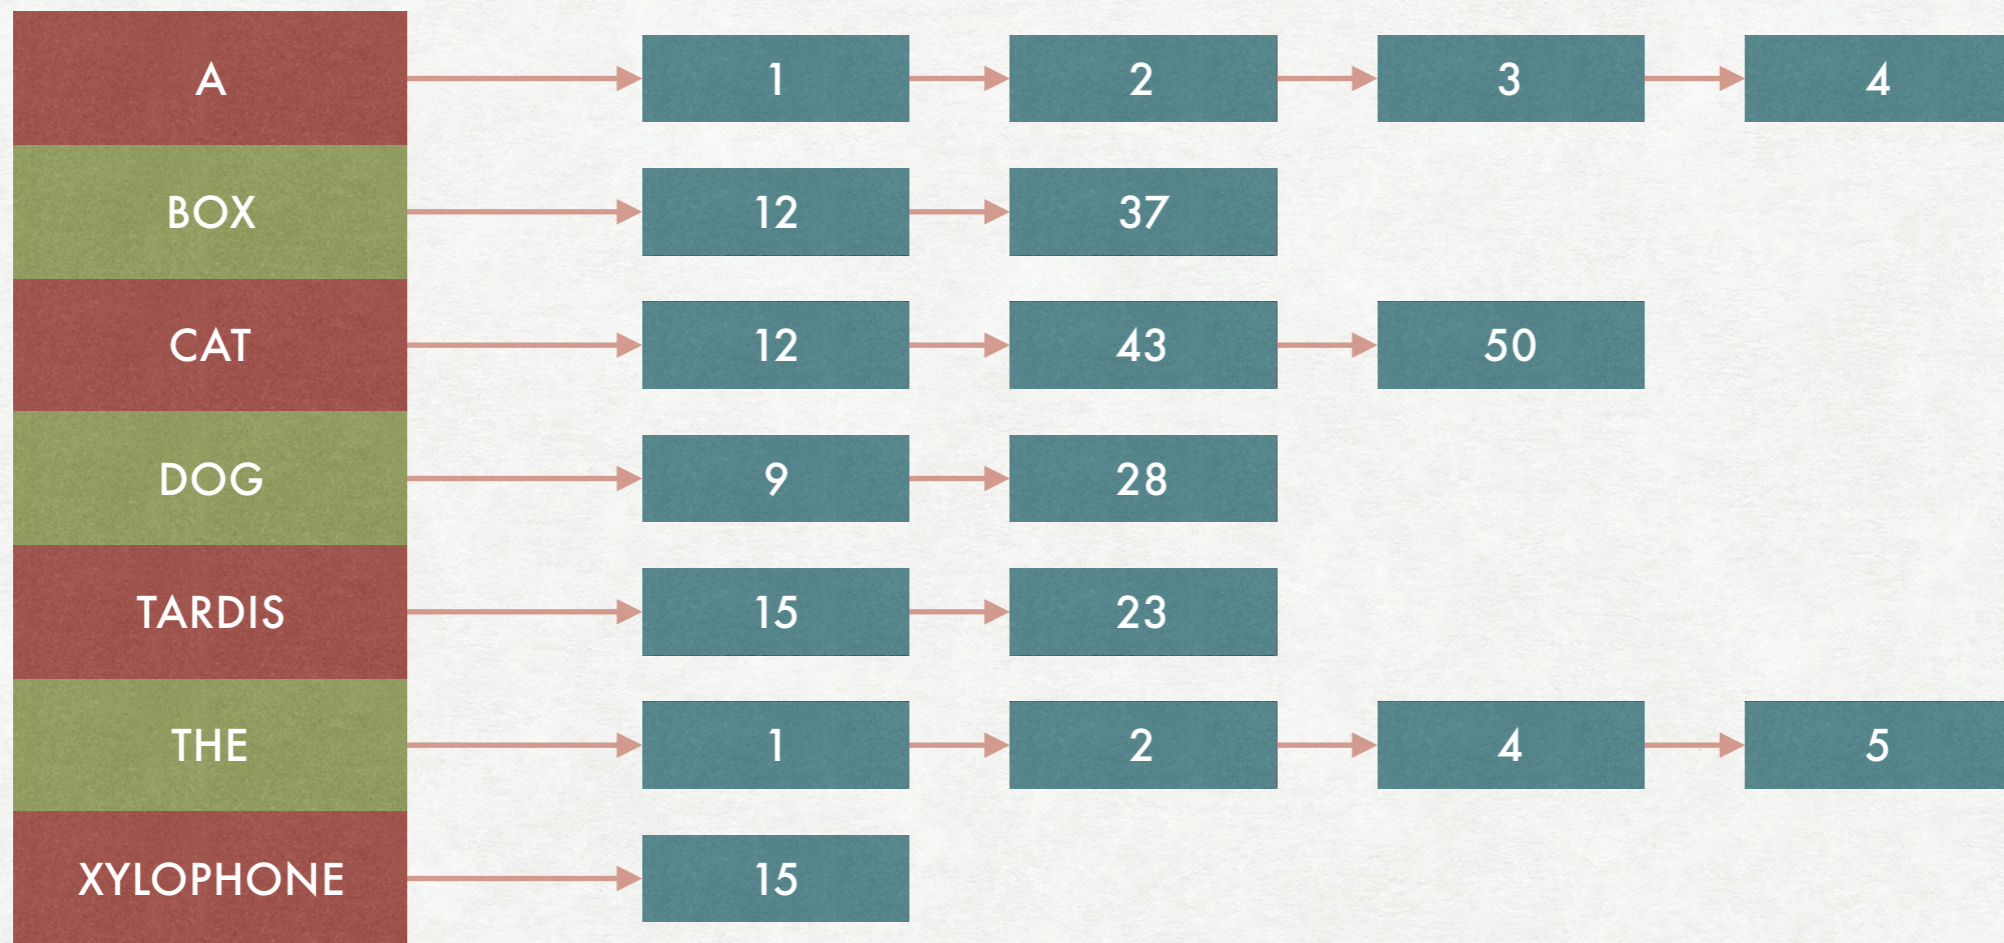 A 1 2 3 4
BOX 12 37
CAT 12 43 50
DOG 9 28
TARDIS 15 23
THE 1 2 4 5
XYLOPHONE 15